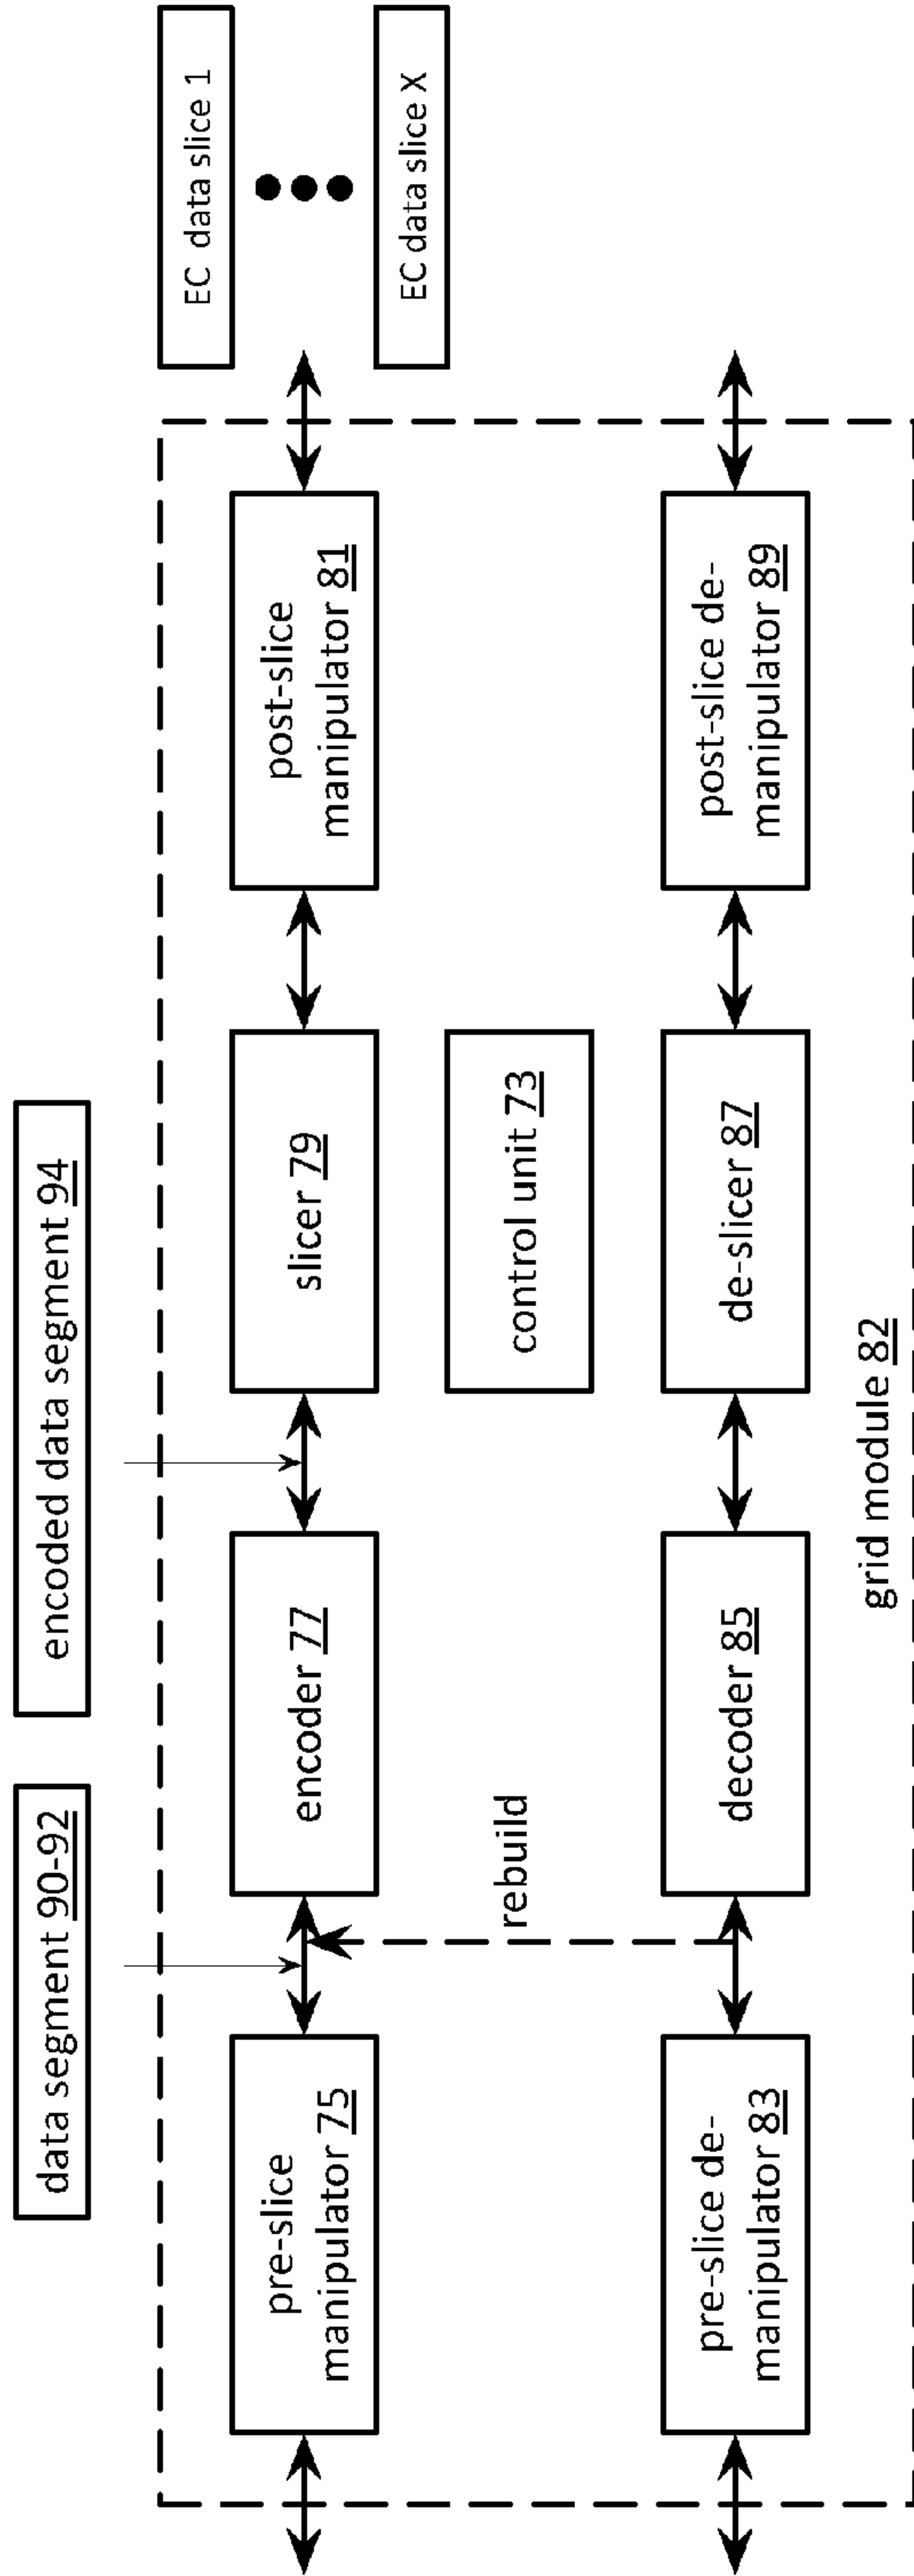 data segment 90-92
encoded data segment 94
pre-slice
manipulator 75
encoder 77
slicer 79
post-slice
manipulator 81
EC data slice 1
EC data slice X
rebuild
control unit 73
pre-slice de-
manipulator 83
decoder 85
de-slicer 87
post-slice de-
manipulator 89
grid module 82